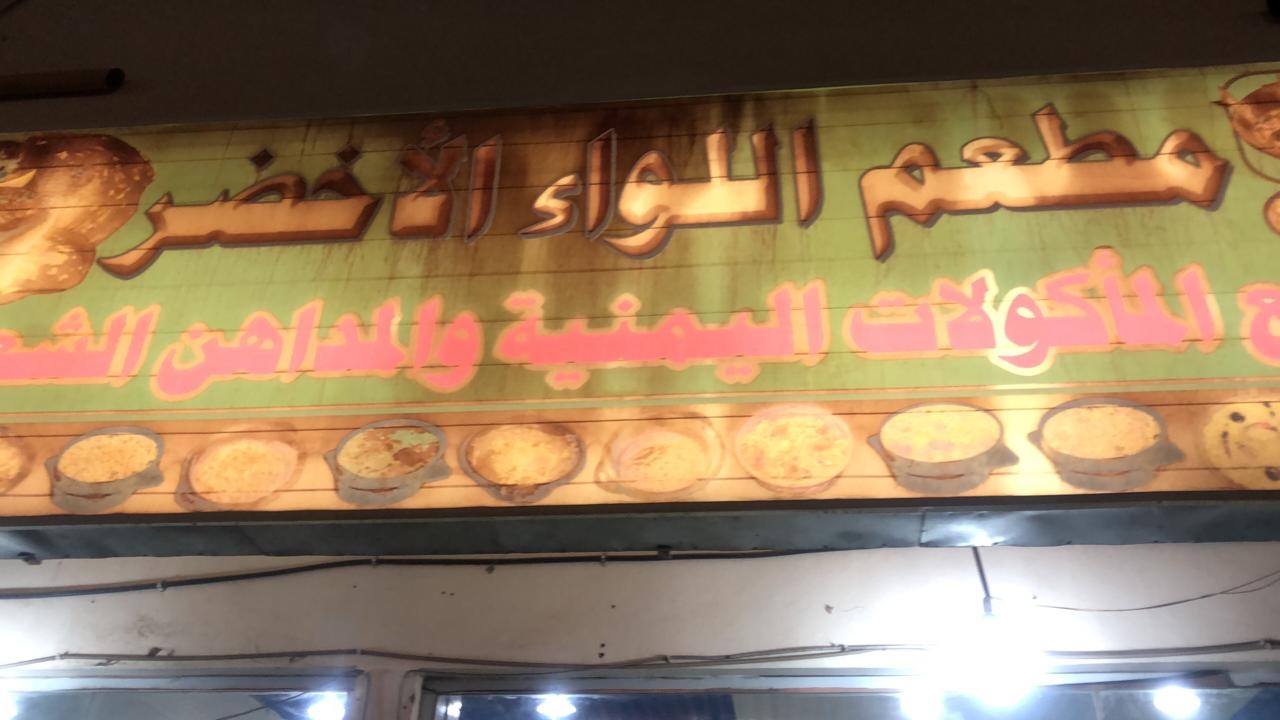 مطعم اللواء الأخضر
المأكولات اليمنية والمداهن